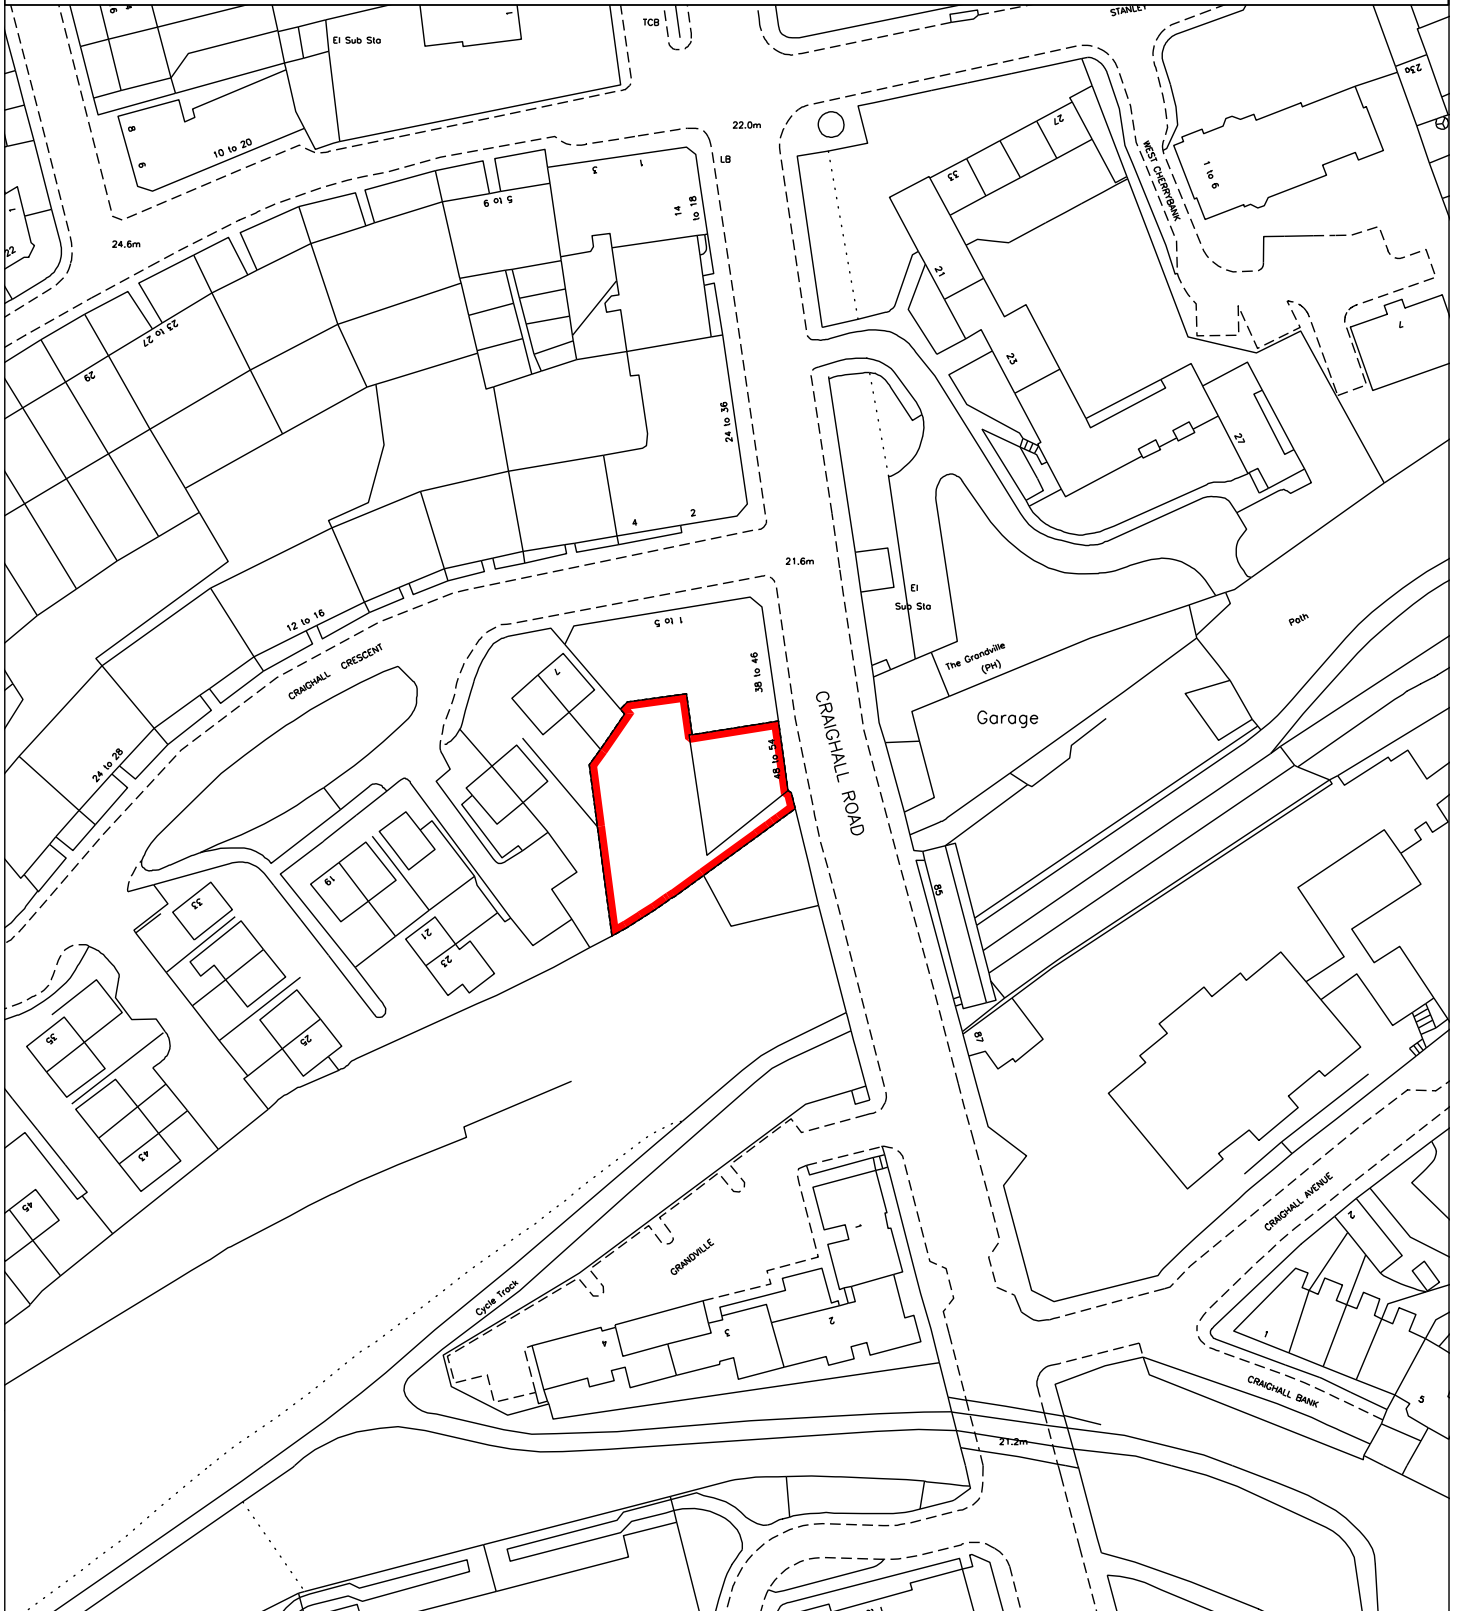 El Sub Sta
TCB
STANLEY
230
22.0m
LB
8
6
10 to 20
24.6m
22
27
33
WEST CHERRYBANK
1 to 6
7
3
1
5 to 9
14
to 18
21
23
27
23 to 27
29
24 to 36
4
2
21.6m
El
Sub Sta
The Grandville
(PH)
Path
Garage
12 to 16
CRAIGHALL CRESCENT
24 to 28
1 to 5
38 to 46
48 to 54
CRAIGHALL ROAD
7
19
21
23
33
25
35
43
45
85
87
CRAIGHALL AVENUE
GRANDVILLE
Cycle Track
1
2
3
4
2
1
5
CRAIGHALL BANK
21.2m